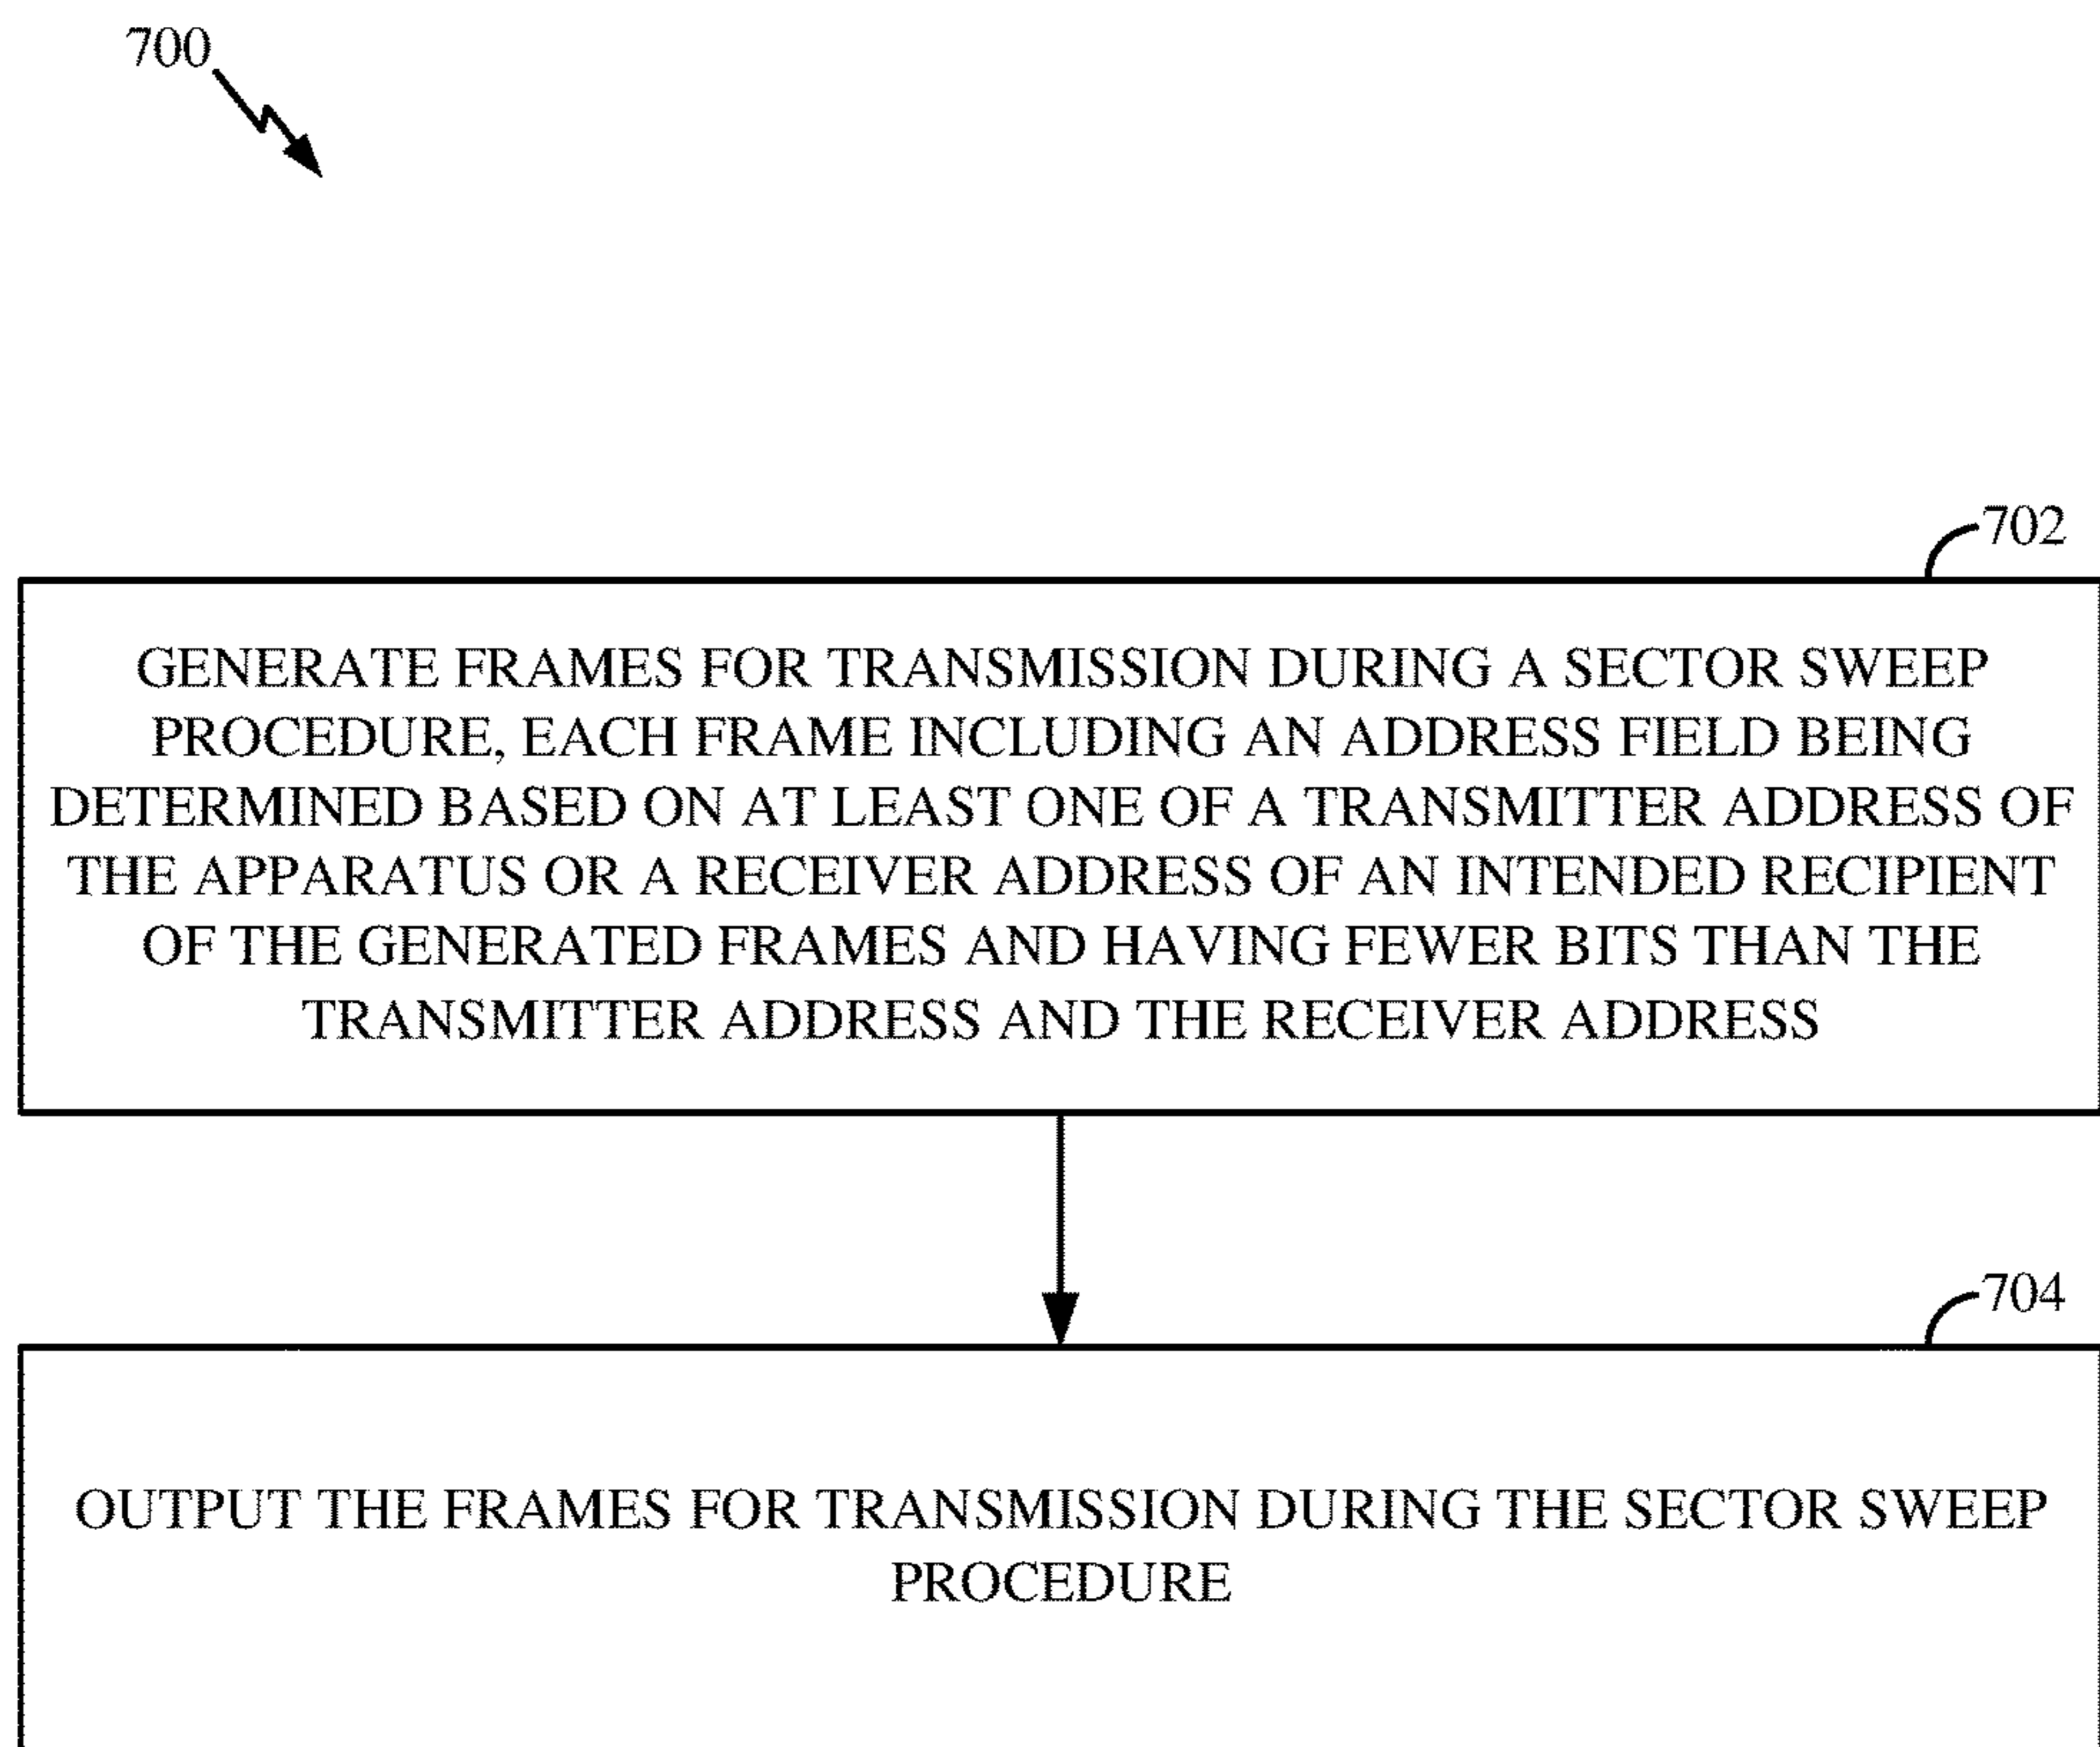 700
702
GENERATE FRAMES FOR TRANSMISSION DURING A SECTOR SWEEP
PROCEDURE, EACH FRAME INCLUDING AN ADDRESS FIELD BEING
DETERMINED BASED ON AT LEAST ONE OF A TRANSMITTER ADDRESS OF
THE APPARATUS OR A RECEIVER ADDRESS OF AN INTENDED RECIPIENT
OF THE GENERATED FRAMES AND HAVING FEWER BITS THAN THE
TRANSMITTER ADDRESS AND THE RECEIVER ADDRESS
704
OUTPUT THE FRAMES FOR TRANSMISSION DURING THE SECTOR SWEEP
PROCEDURE